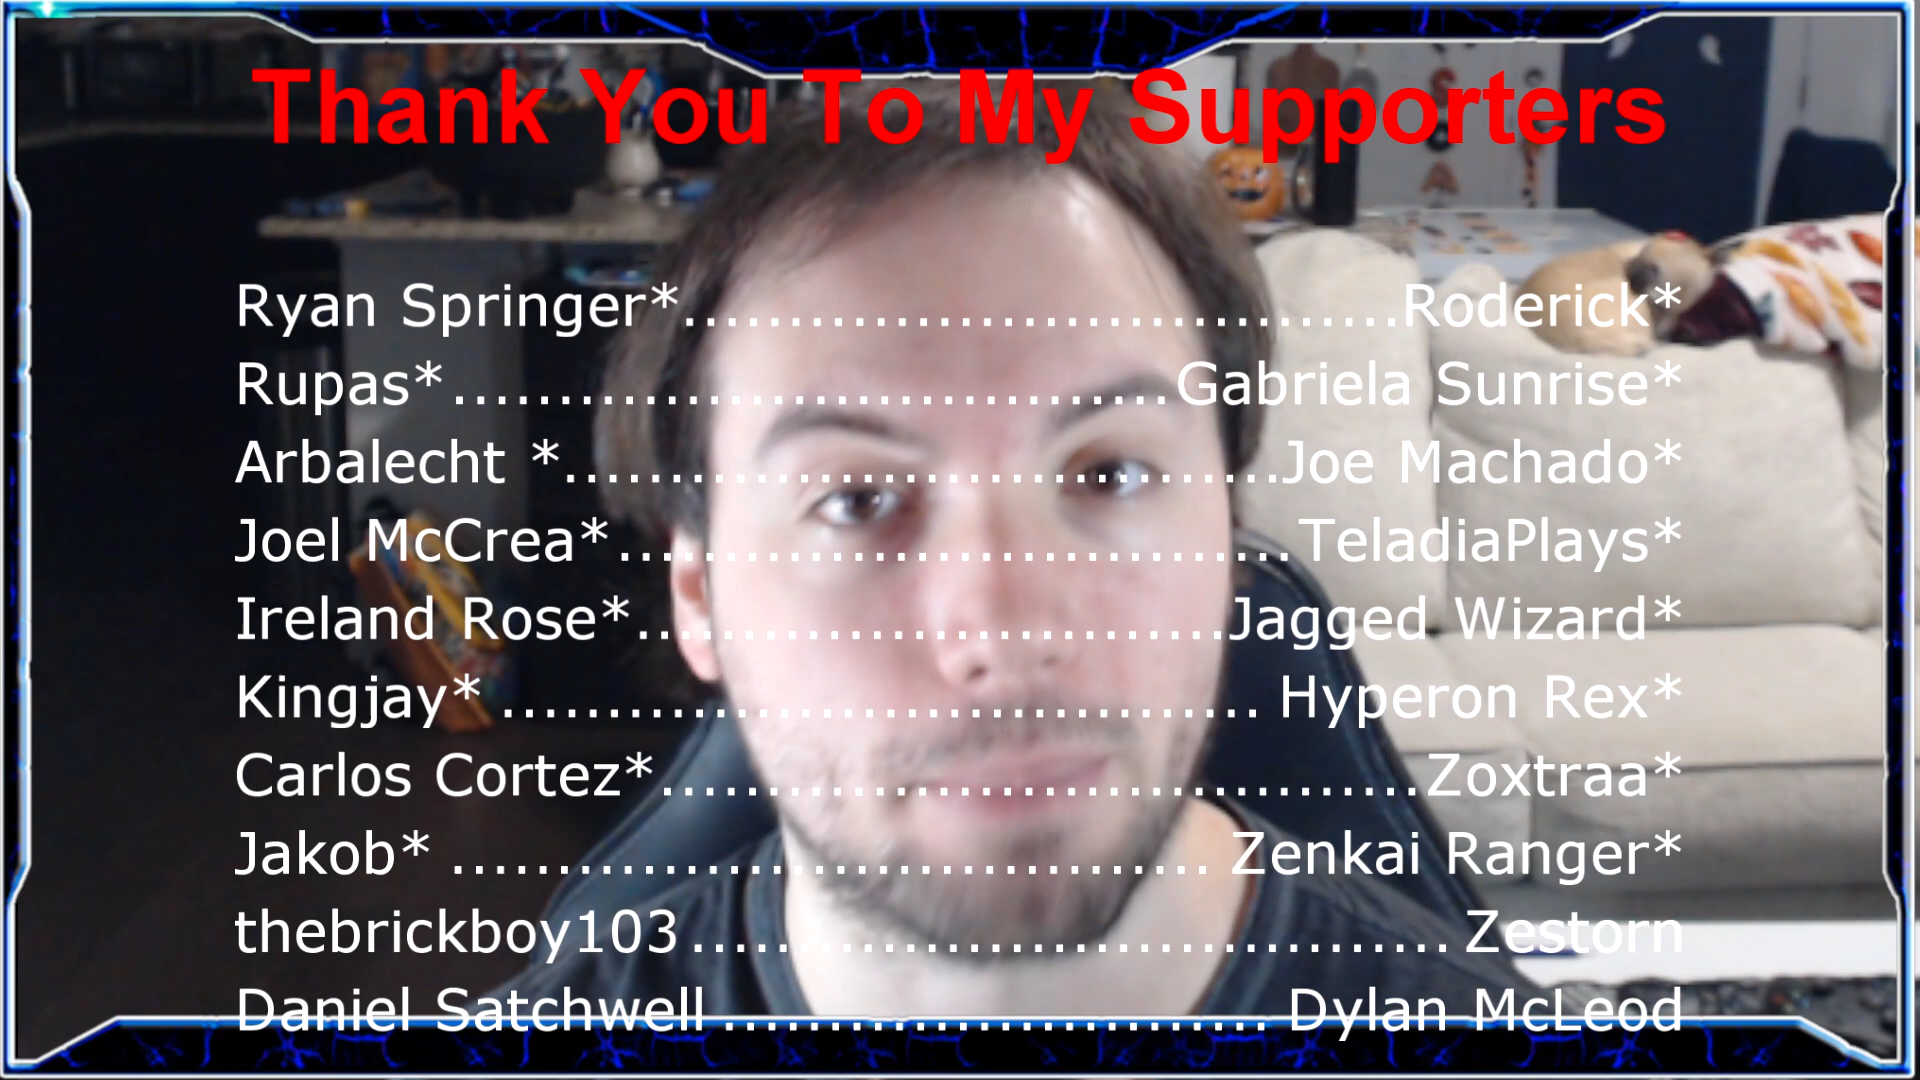 Thank You To My Supporters
Ryan Springer*..................................Roderick*
Rupas*..................................Gabriela Sunrise*
Arbalecht *..................................Joe Machado*
Joel McCrea*................................TeladiaPlays*
Ireland Rose*............................Jagged Wizard*
Kingjay* .................................... Hyperon Rex*
Carlos Cortez*....................................Zoxtraa*
Jakob* .................................... Zenkai Ranger*
thebrickboy103.................................... Zestorn
Daniel Satchwell .......................... Dylan McLeod